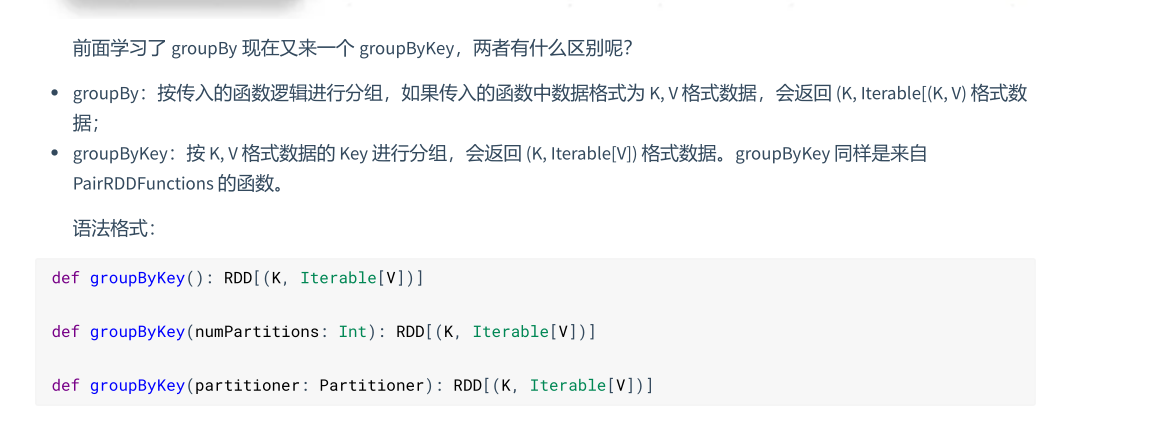 前面学习了 groupBy 现在又来一个 groupByKey，两者有什么区别呢？
• groupBy：按传入的函数逻辑进行分组，如果传入的函数中数据格式为 K, V 格式数据，会返回 (K, Iterable[(K, V) 格式数
据；
• groupByKey：按 K, V 格式数据的 Key 进行分组，会返回 (K, Iterable[V]) 格式数据。groupByKey 同样是来自
PairRDDFunctions 的函数。
语法格式：
def groupByKey(): RDD[(K, Iterable[V])]
def groupByKey(numPartitions: Int): RDD[(K, Iterable[V])]
def groupByKey(partitioner: Partitioner): RDD[(K, Iterable[V])]